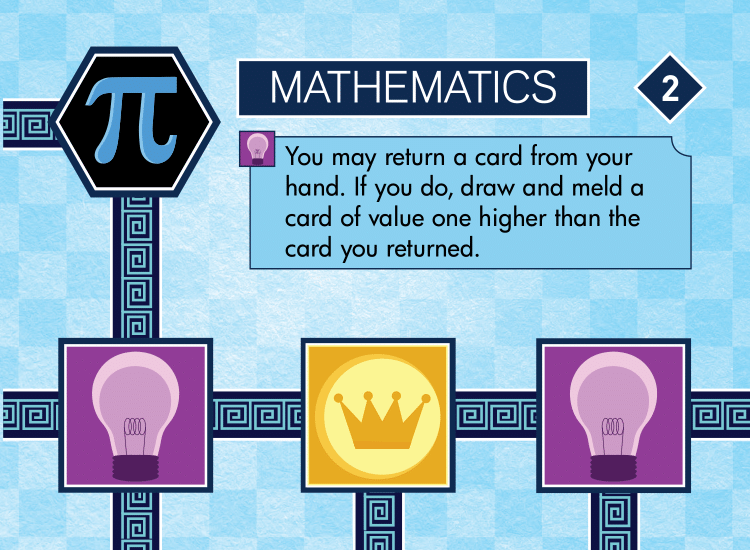 π
MATHEMATICS
2
You may return a card from your
hand. If you do, draw and meld a
card of value one higher than the
card you returned.